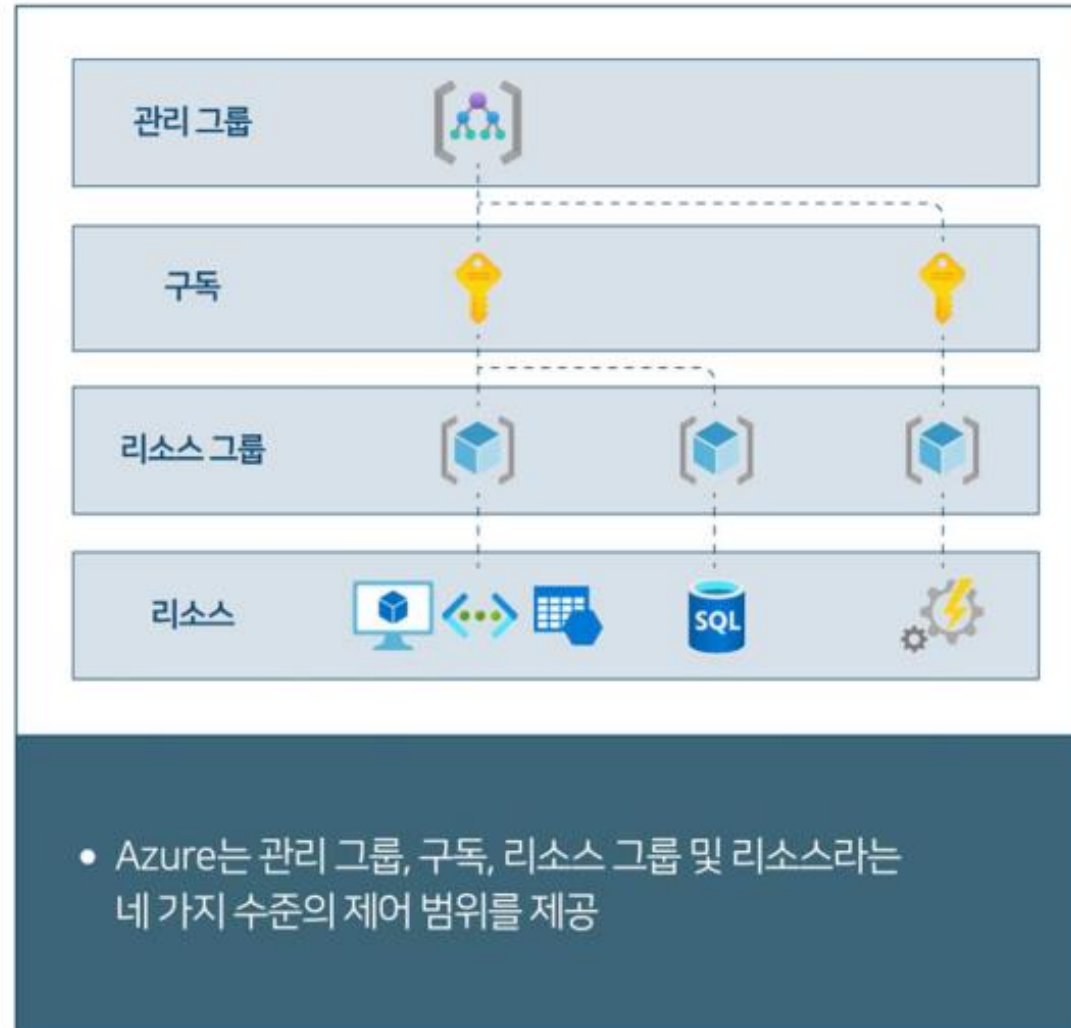 관리 그룹
구독
리소스 그룹
리소스
SQL
• Azure는 관리 그룹, 구독, 리소스 그룹 및 리소스라는
네 가지 수준의 제어 범위를 제공